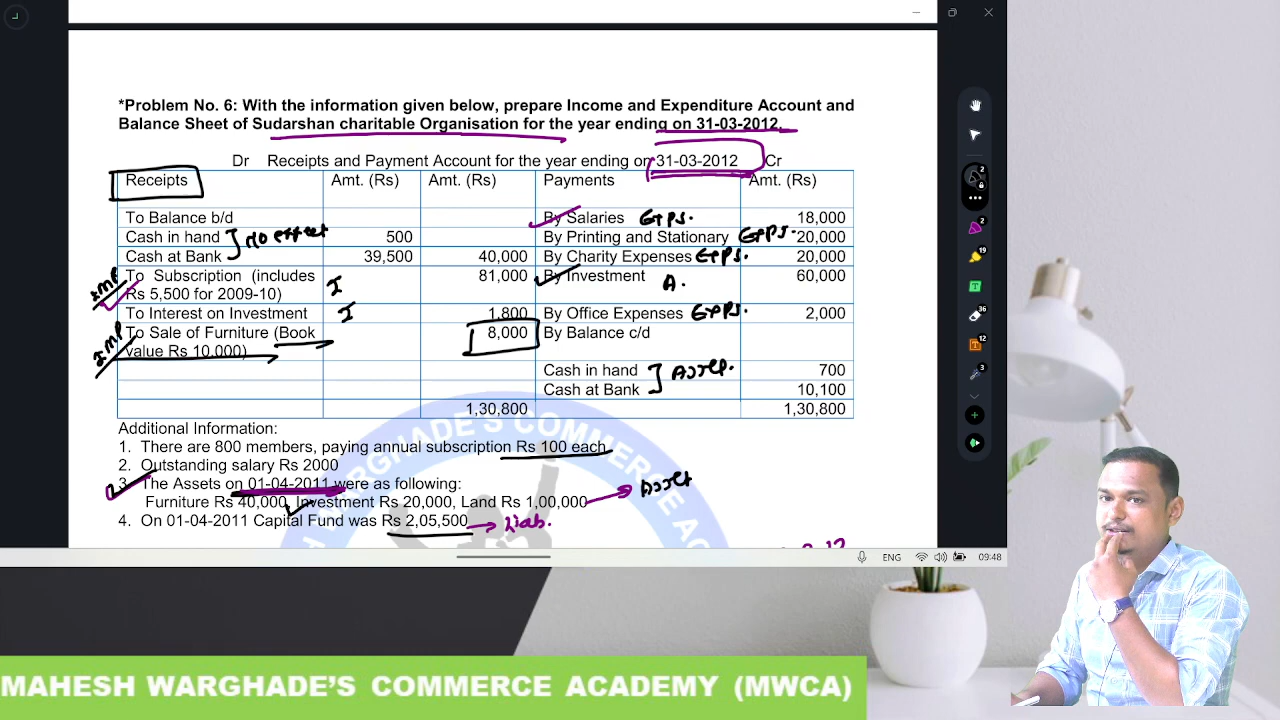 *Problem No. 6: With the information given below, prepare Income and Expenditure Account and
Balance Sheet of Sudarshan charitable Organisation for the year ending on 31-03-2012.
Dr Receipts and Payment Account for the year ending on 31-03-2012 Cr
Receipts Amt. (Rs) Amt. (Rs) Payments Amt. (Rs)
To Balance b/d By Salaries Exps. 18,000
Cash in hand ] No effect 500 By Printing and Stationary Exps. 20,000
Cash at Bank 39,500 40,000 By Charity Expenses Exps. 20,000
IMP To Subscription (includes I 81,000 By Investment A. 60,000
Rs 5,500 for 2009-10)
To Interest on Investment I 1,800 By Office Expenses Exps. 2,000
IMP To Sale of Furniture (Book 8,000 By Balance c/d
value Rs 10,000)
Cash in hand ] Asset. 700
Cash at Bank 10,100
1,30,800 1,30,800
Additional Information:
1. There are 800 members, paying annual subscription Rs 100 each
2. Outstanding salary Rs 2000
3. The Assets on 01-04-2011 were as following:
Furniture Rs 40,000, Investment Rs 20,000, Land Rs 1,00,000 → Asset
4. On 01-04-2011 Capital Fund was Rs 2,05,500 → Liab.
ENG 09:48
MAHESH WARGHADE'S COMMERCE ACADEMY (MWCA)